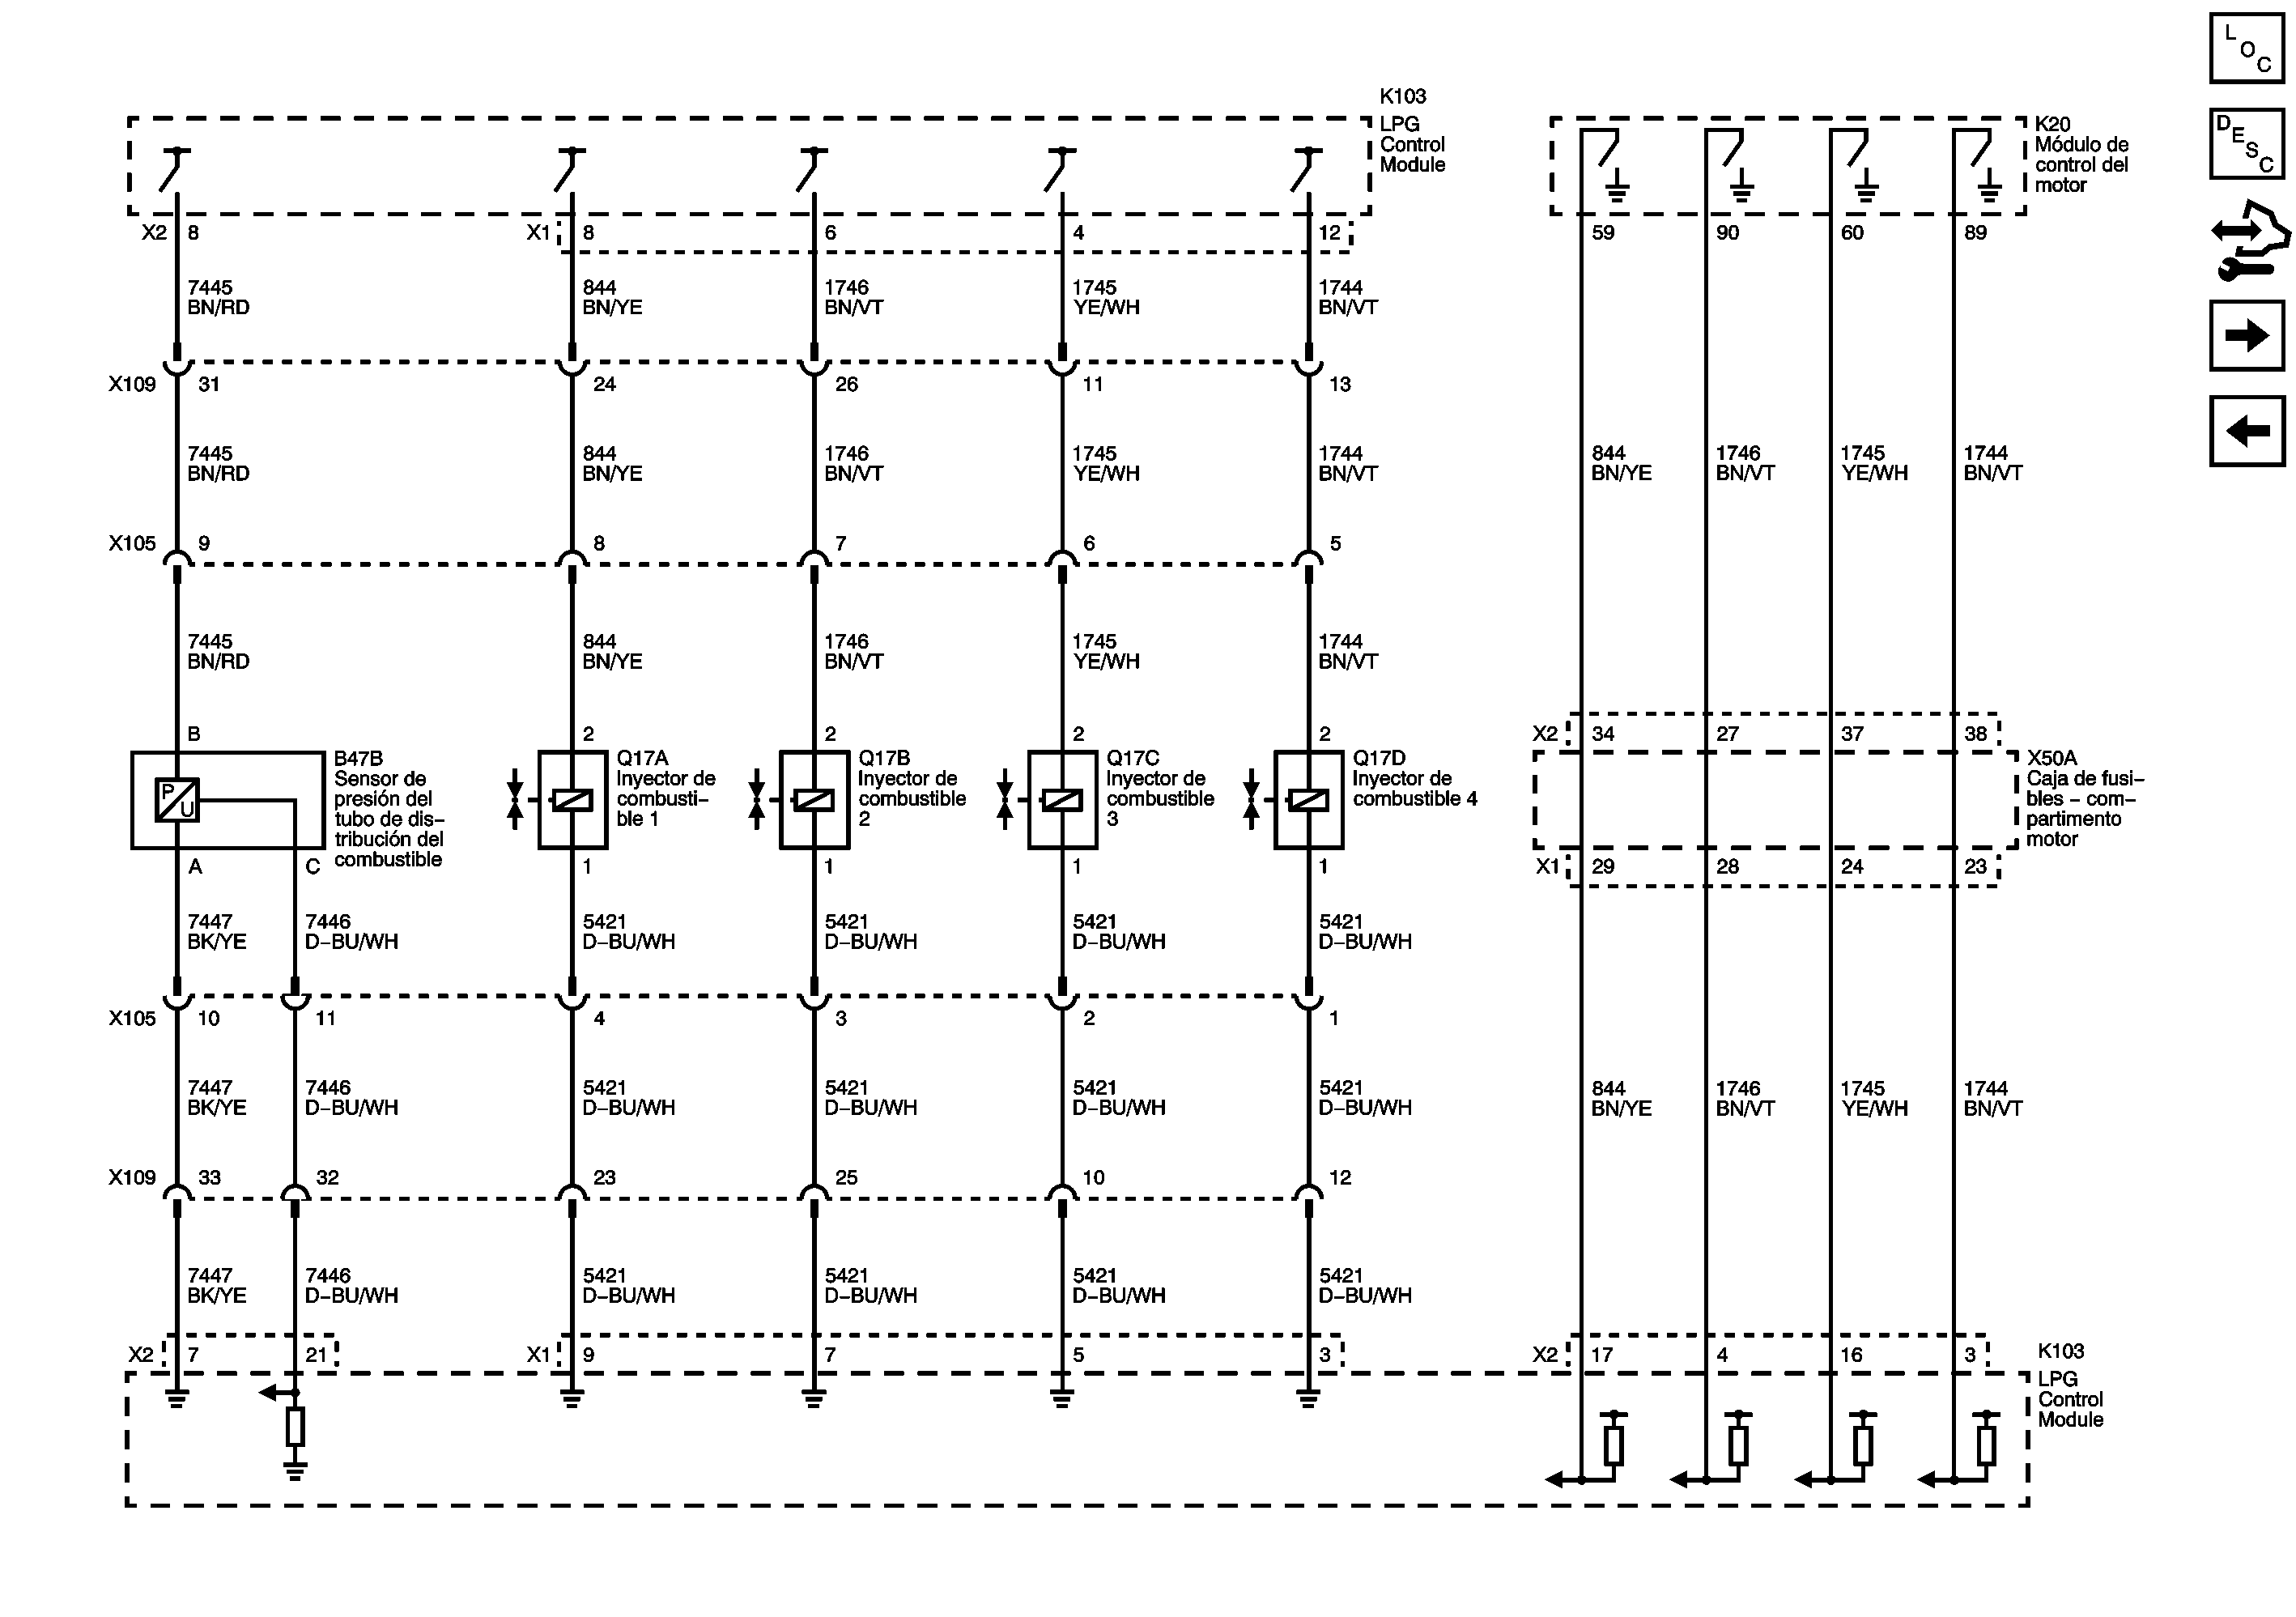 L
O
C
K103
LPG
Control
Module
K20
Módulo de
control del
motor
D
E
S
C
X2 8 X1 8 6 4 12 59 90 60 89
7445 844 1746 1745 1744
BN/RD BN/YE BN/VT YE/WH BN/VT
X109 31 24 26 11 13
7445 844 1746 1745 1744 844 1746 1745 1744
BN/RD BN/YE BN/VT YE/WH BN/VT BN/YE BN/VT YE/WH BN/VT
X105 9 8 7 6 5
7445 844 1746 1745 1744
BN/RD BN/YE BN/VT YE/WH BN/VT
B 2 2 2 2 X2 34 27 37 38
P
U
B47B
Sensor de
presión del
tubo de dis–
tribución del
combustible
Q17A
Inyector de
combusti–
ble 1
Q17B
Inyector de
combustible
2
Q17C
Inyector de
combustible
3
Q17D
Inyector de
combustible 4
X50A
Caja de fusi–
bles – com–
partimento
motor
A C 1 1 1 1 X1 29 28 24 23
7447 7446 5421 5421 5421 5421
BK/YE D–BU/WH D–BU/WH D–BU/WH D–BU/WH D–BU/WH
X105 10 11 4 3 2 1
7447 7446 5421 5421 5421 5421 844 1746 1745 1744
BK/YE D–BU/WH D–BU/WH D–BU/WH D–BU/WH D–BU/WH BN/YE BN/VT YE/WH BN/VT
X109 33 32 23 25 10 12
7447 7446 5421 5421 5421 5421
BK/YE D–BU/WH D–BU/WH D–BU/WH D–BU/WH D–BU/WH
X2 7 21 X1 9 7 5 3 X2 17 4 16 3
K103
LPG
Control
Module